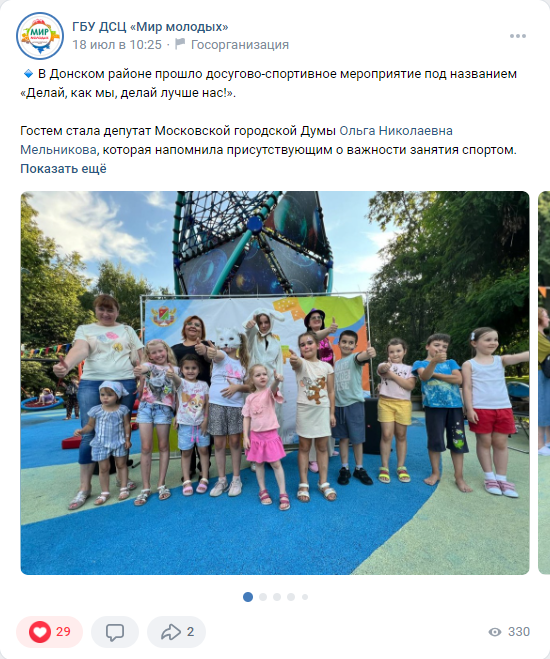 МИР
МОЛОДЫХ
ГБУ ДСЦ «Мир молодых»
18 июл в 10:25 · Госорганизация
В Донском районе прошло досугово-спортивное мероприятие под названием
«Делай, как мы, делай лучше нас!».
Гостем стала депутат Московской городской Думы Ольга Николаевна
Мельникова, которая напомнила присутствующим о важности занятия спортом.
Показать ещё
29
2
330